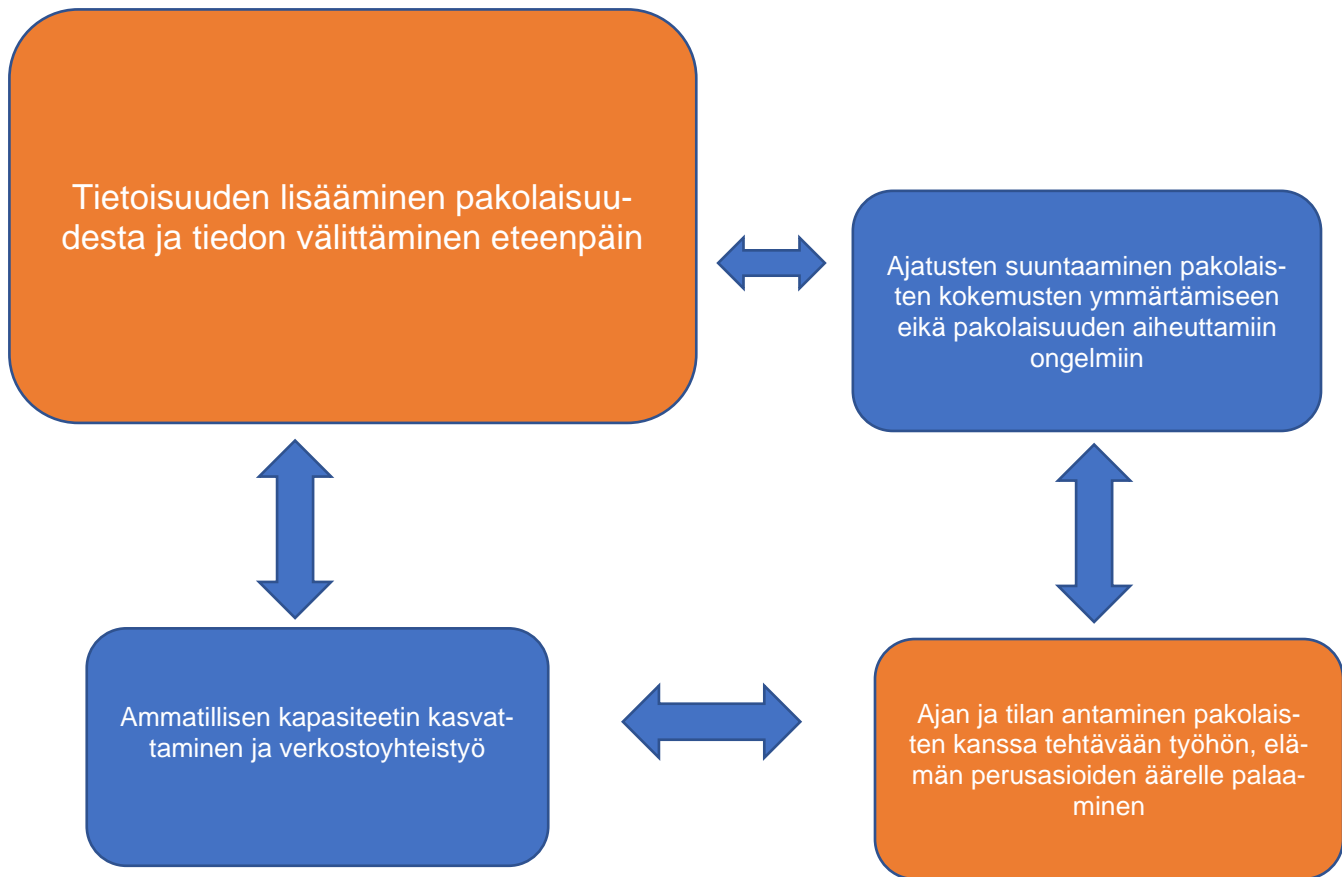 Tietoisuuden lisääminen pakolaisuu-
desta ja tiedon välittäminen eteenpäin
Ajatusten suuntaaminen pakolais-
ten kokemusten ymmärtämiseen
eikä pakolaisuuden aiheuttamiin
ongelmiin
Ammatillisen kapasiteetin kasvat-
taminen ja verkostoyhteistyö
Ajan ja tilan antaminen pakolais-
ten kanssa tehtävään työhön, elä-
män perusasioiden äärelle palaa-
minen